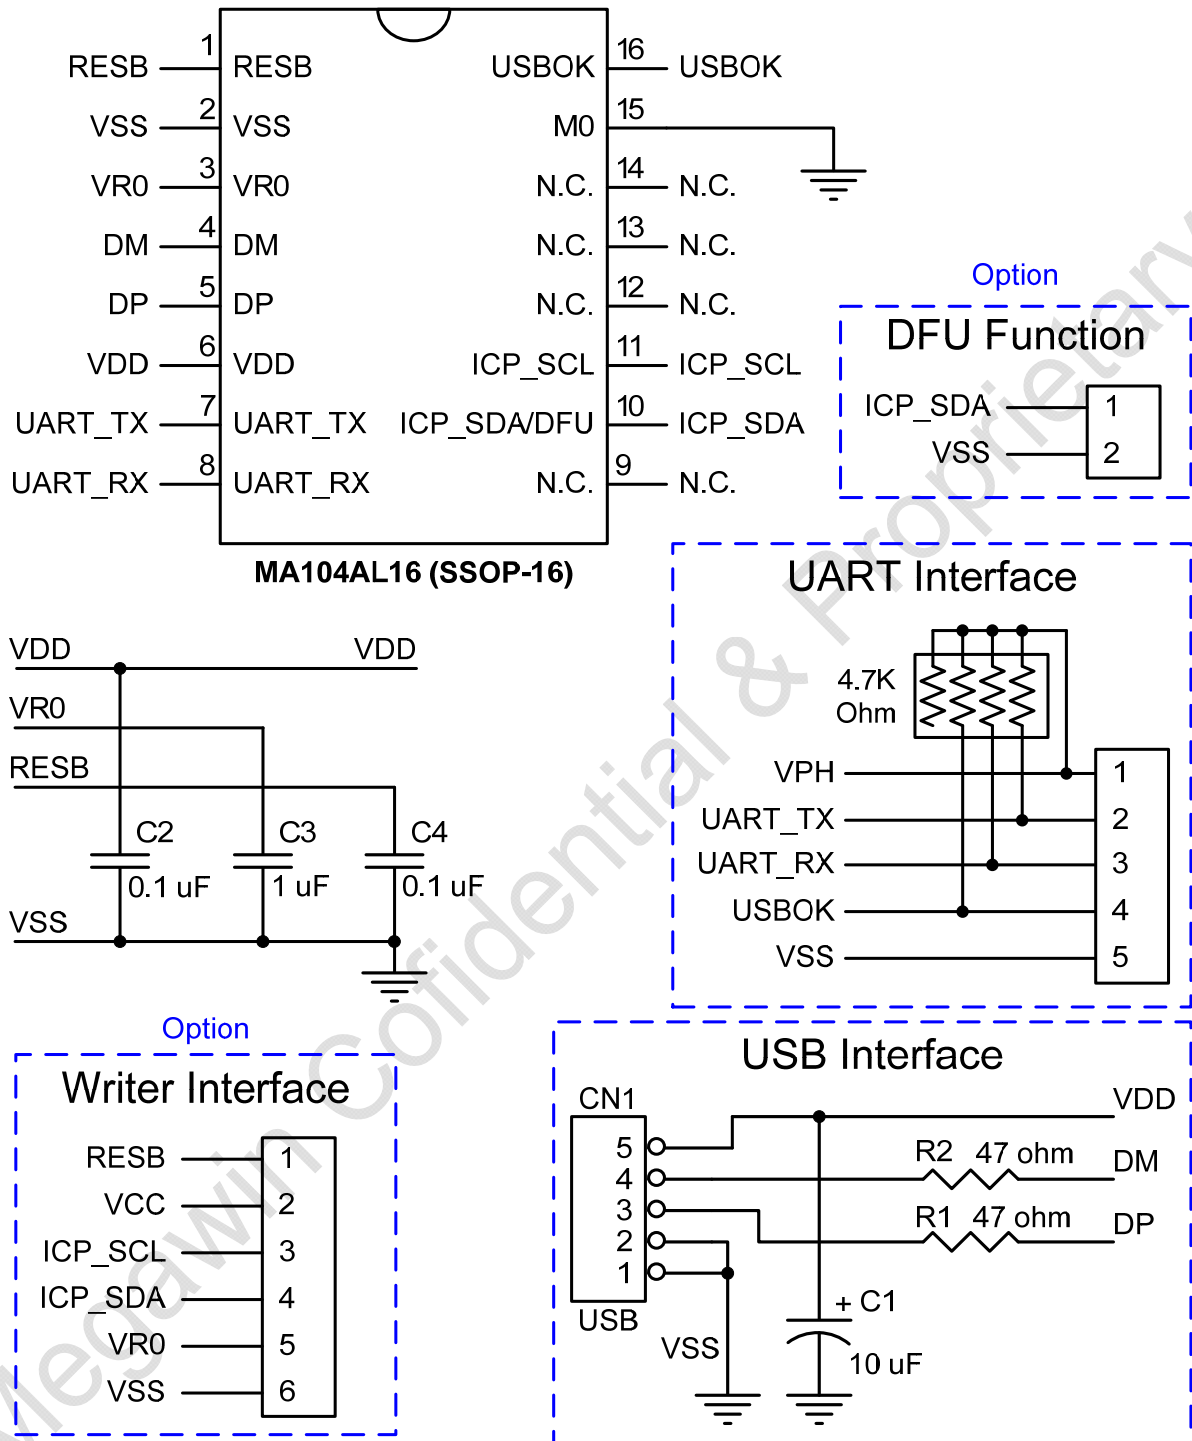 RESB 1 RESB USBOK 16 USBOK
VSS 2 VSS M0 15
VR0 3 VR0 N.C. 14 N.C.
DM 4 DM N.C. 13 N.C.
DP 5 DP N.C. 12 N.C.
VDD 6 VDD ICP_SCL 11 ICP_SCL
UART_TX 7 UART_TX ICP_SDA/DFU 10 ICP_SDA
UART_RX 8 UART_RX N.C. 9 N.C.
MA104AL16 (SSOP-16)
Option
DFU Function
ICP_SDA 1
VSS 2
UART Interface
4.7K
Ohm
VPH 1
UART_TX 2
UART_RX 3
USBOK 4
VSS 5
VDD VDD
VR0
RESB
C2 C3 C4
0.1 uF 1 uF 0.1 uF
VSS
Option
Writer Interface
RESB 1
VCC 2
ICP_SCL 3
ICP_SDA 4
VR0 5
VSS 6
USB Interface
CN1 VDD
5
4 R2 47 ohm DM
3 R1 47 ohm DP
2
1
USB
+ C1
VSS
10 uF
Megawin Cofidential & Proprietary